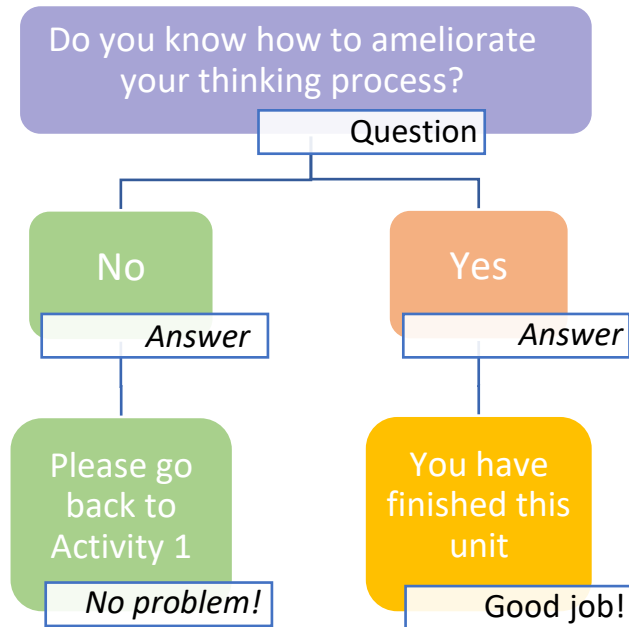 Do you know how to ameliorate
your thinking process?
Question
No
Answer
Yes
Answer
Please go
back to
Activity 1
No problem!
You have
finished this
unit
Good job!